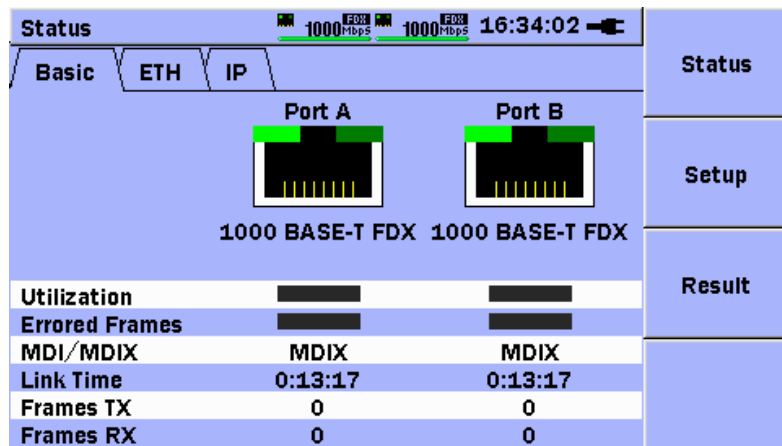 Status 1000 Mbps FDX 1000 Mbps FDX 16:34:02
Basic ETH IP
Port A Port B
1000 BASE-T FDX 1000 BASE-T FDX
Utilization
Errored Frames
MDI/MDIX MDIX MDIX
Link Time 0:13:17 0:13:17
Frames TX 0 0
Frames RX 0 0
Status
Setup
Result